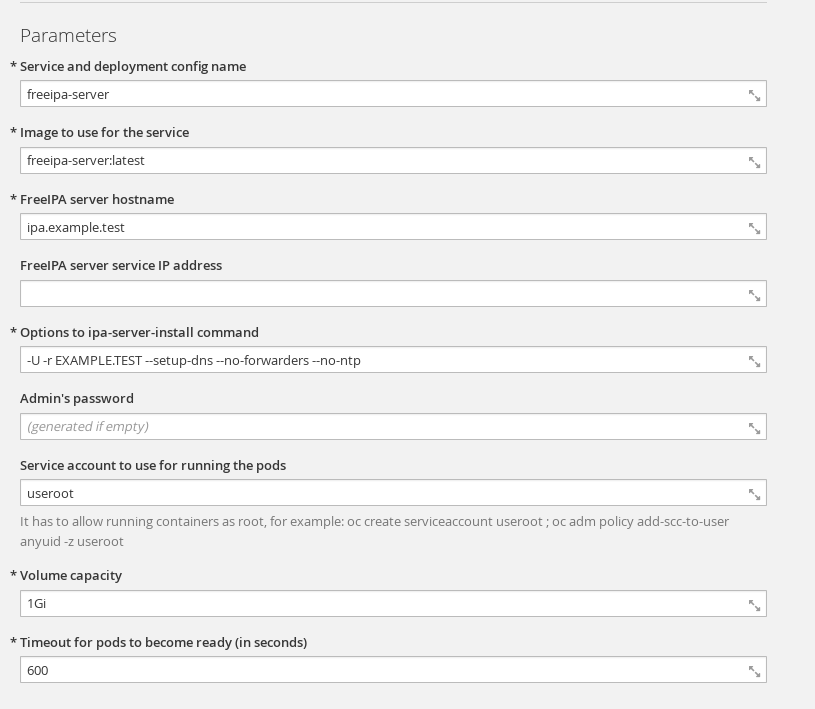 Parameters
* Service and deployment config name
freeipa-server
* Image to use for the service
freeipa-server:latest
* FreeIPA server hostname
ipa.example.test
FreeIPA server service IP address
* Options to ipa-server-install command
-U -r EXAMPLE.TEST --setup-dns --no-forwarders --no-ntp
Admin's password
(generated if empty)
Service account to use for running the pods
useroot
It has to allow running containers as root, for example: oc create serviceaccount useroot ; oc adm policy add-scc-to-user
anyuid -z useroot
* Volume capacity
1Gi
* Timeout for pods to become ready (in seconds)
600